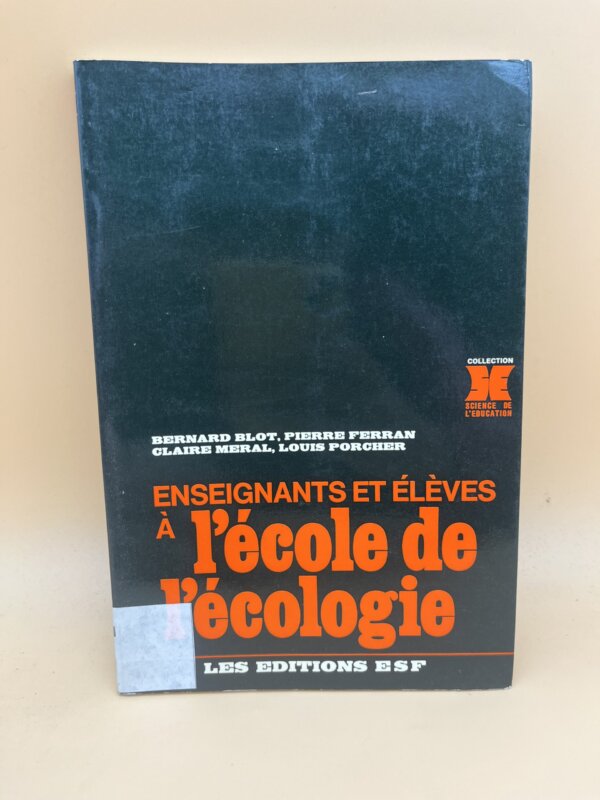 COLLECTION
SE
SCIENCE DE
L'EDUCATION
BERNARD BLOT, PIERRE FERRAN
CLAIRE MERAL, LOUIS PORCHER
ENSEIGNANTS ET ÉLÈVES
À l'école de
l'écologie
LES EDITIONS ESF